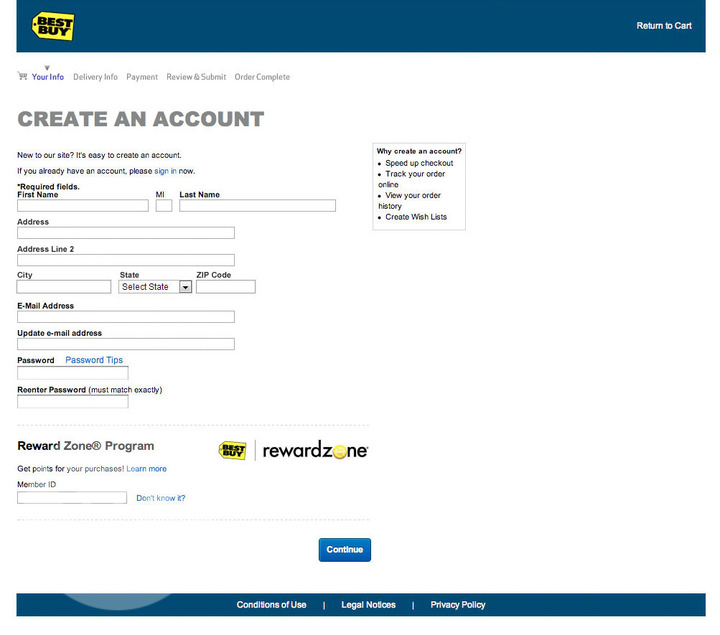 BEST
BUY
Return to Cart
Your Info Delivery Info Payment Review & Submit Order Complete
CREATE AN ACCOUNT
New to our site? It's easy to create an account.
If you already have an account, please sign in now.
*Required fields.
First Name MI Last Name
Address
Address Line 2
City State ZIP Code
Select State
E-Mail Address
Update e-mail address
Password Password Tips
Reenter Password (must match exactly)
Why create an account?
• Speed up checkout
• Track your order
online
• View your order
history
• Create Wish Lists
Reward Zone® Program
BEST
BUY
rewardzone
Get points for your purchases! Learn more
Member ID
Don't know it?
Continue
Conditions of Use | Legal Notices | Privacy Policy